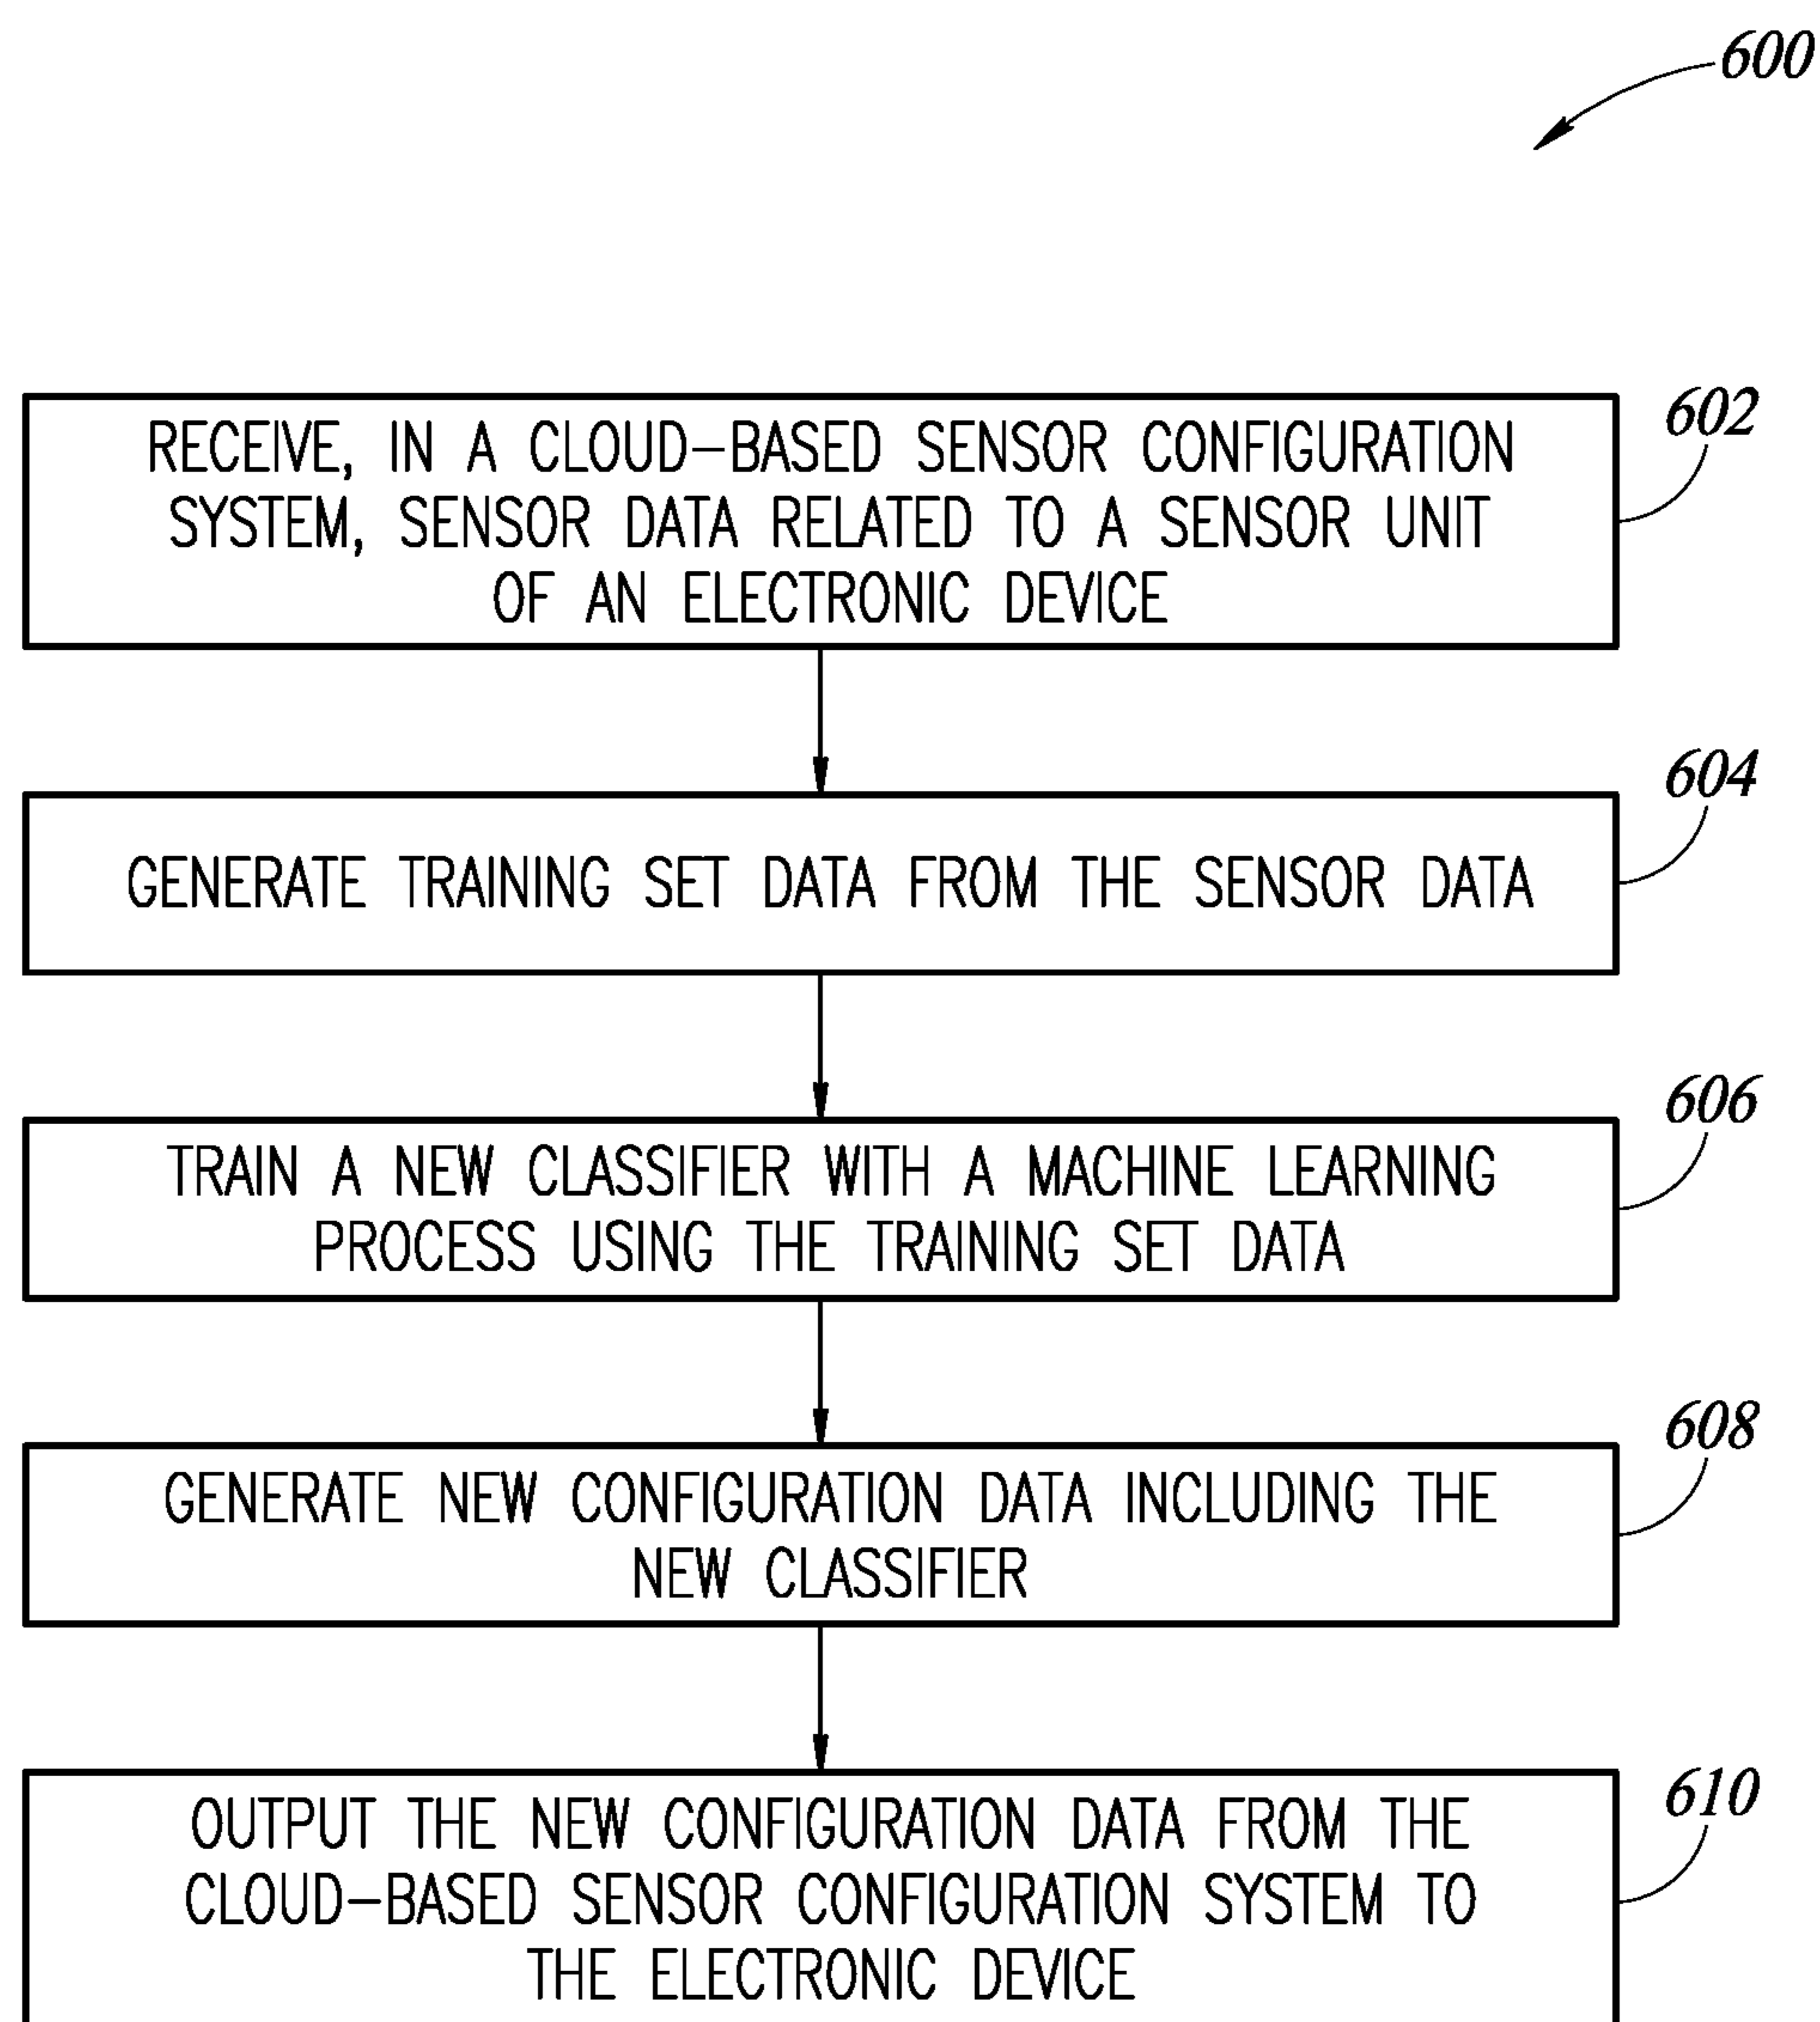 600
602
RECEIVE, IN A CLOUD-BASED SENSOR CONFIGURATION
SYSTEM, SENSOR DATA RELATED TO A SENSOR UNIT
OF AN ELECTRONIC DEVICE
604
GENERATE TRAINING SET DATA FROM THE SENSOR DATA
606
TRAIN A NEW CLASSIFIER WITH A MACHINE LEARNING
PROCESS USING THE TRAINING SET DATA
608
GENERATE NEW CONFIGURATION DATA INCLUDING THE
NEW CLASSIFIER
610
OUTPUT THE NEW CONFIGURATION DATA FROM THE
CLOUD-BASED SENSOR CONFIGURATION SYSTEM TO
THE ELECTRONIC DEVICE